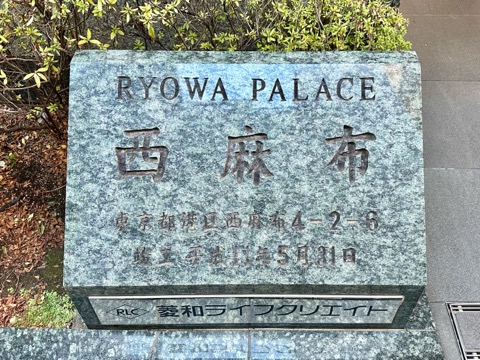 RYOWA PALACE
西麻布
東京都港区西麻布4-2-6
竣工 平成11年5月31日
RLC 菱和ライフクリエイト